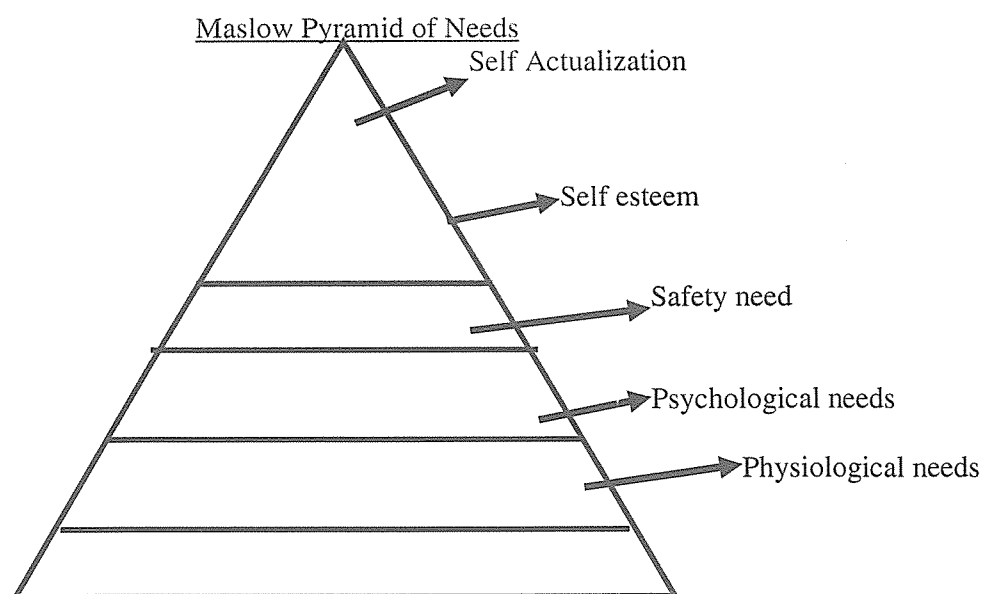 Maslow Pyramid of Needs
Self Actualization
Self esteem
Safety need
Psychological needs
Physiological needs